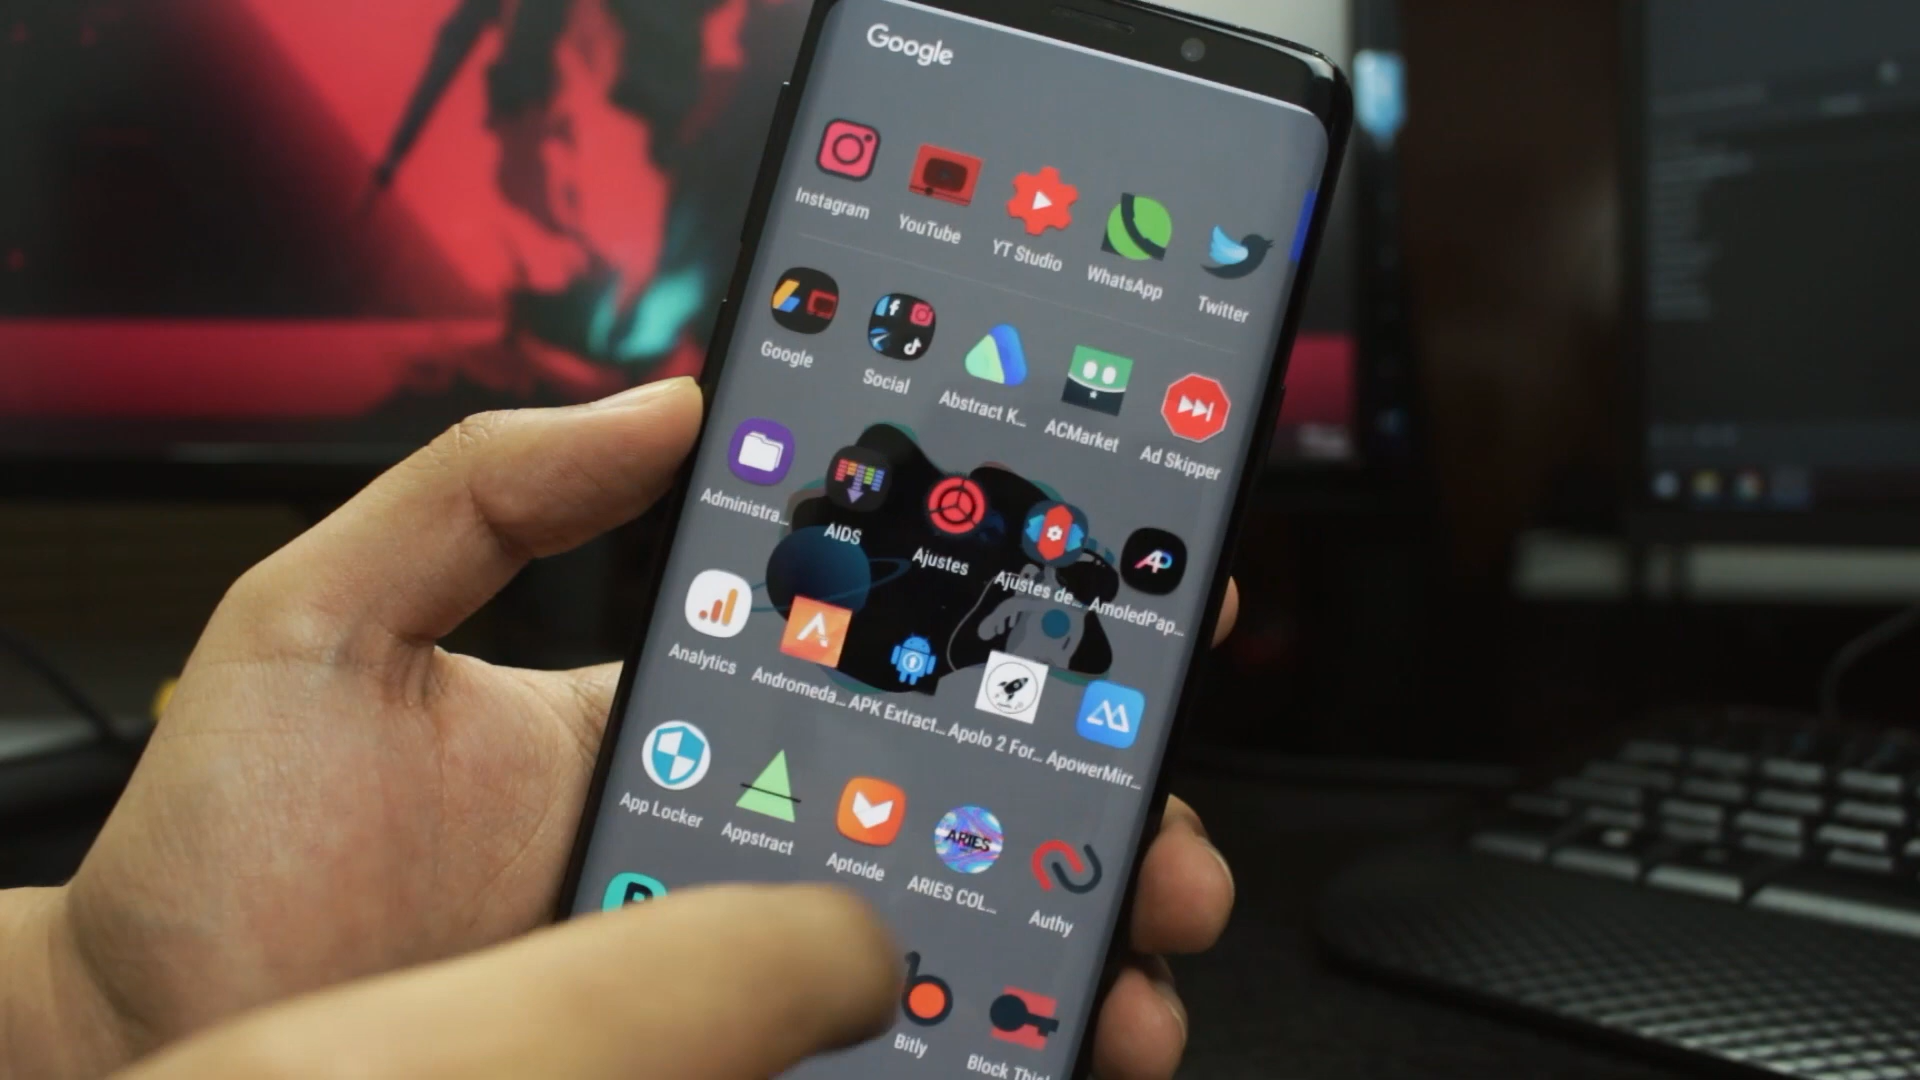 Google
Instagram
YouTube
YT Studio
WhatsApp
Twitter
Google
Social
Abstract K...
ACMarket
Ad Skipper
Administra...
AIDS
Ajustes
Ajustes de...
AmoledPap...
Analytics
Andromeda...
APK Extract...
Apolo 2 For...
ApowerMirr...
App Locker
Appstract
Aptoide
ARIES
ARIES COL...
Authy
Bitly
Block